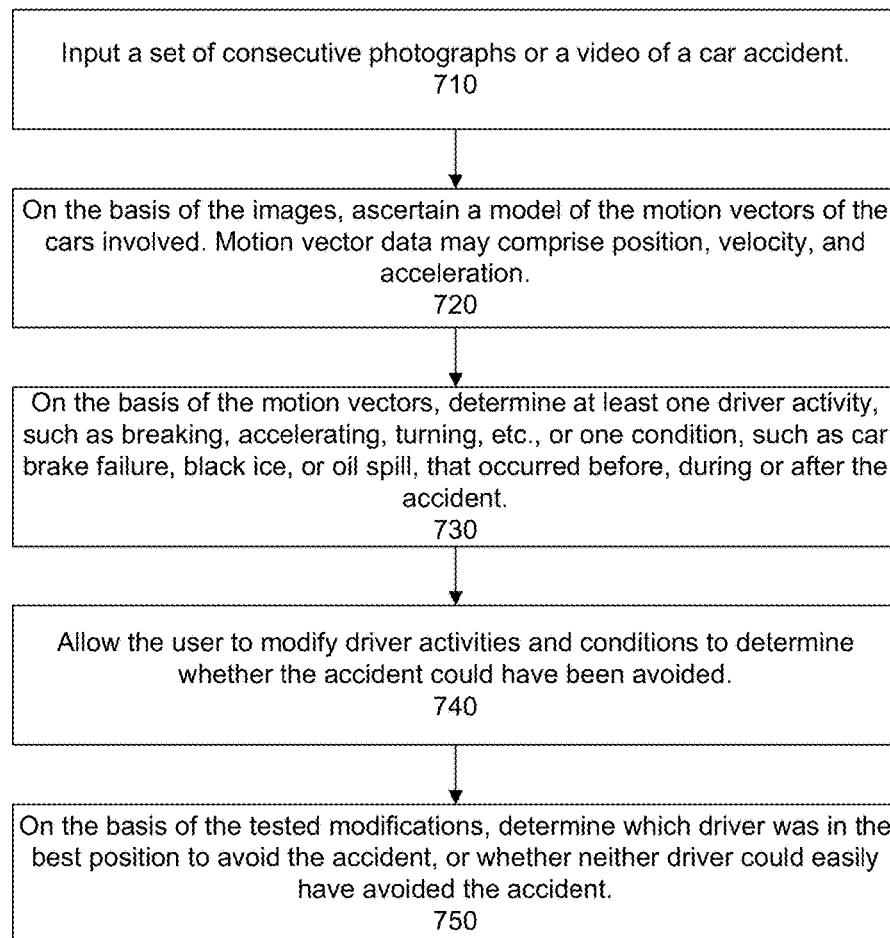 Input a set of consecutive photographs or a video of a car accident.
710
On the basis of the images, ascertain a model of the motion vectors of the
cars involved. Motion vector data may comprise position, velocity, and
acceleration.
720
On the basis of the motion vectors, determine at least one driver activity,
such as breaking, accelerating, turning, etc., or one condition, such as car
brake failure, black ice, or oil spill, that occurred before, during or after the
accident.
730
Allow the user to modify driver activities and conditions to determine
whether the accident could have been avoided.
740
On the basis of the tested modifications, determine which driver was in the
best position to avoid the accident, or whether neither driver could easily
have avoided the accident.
750